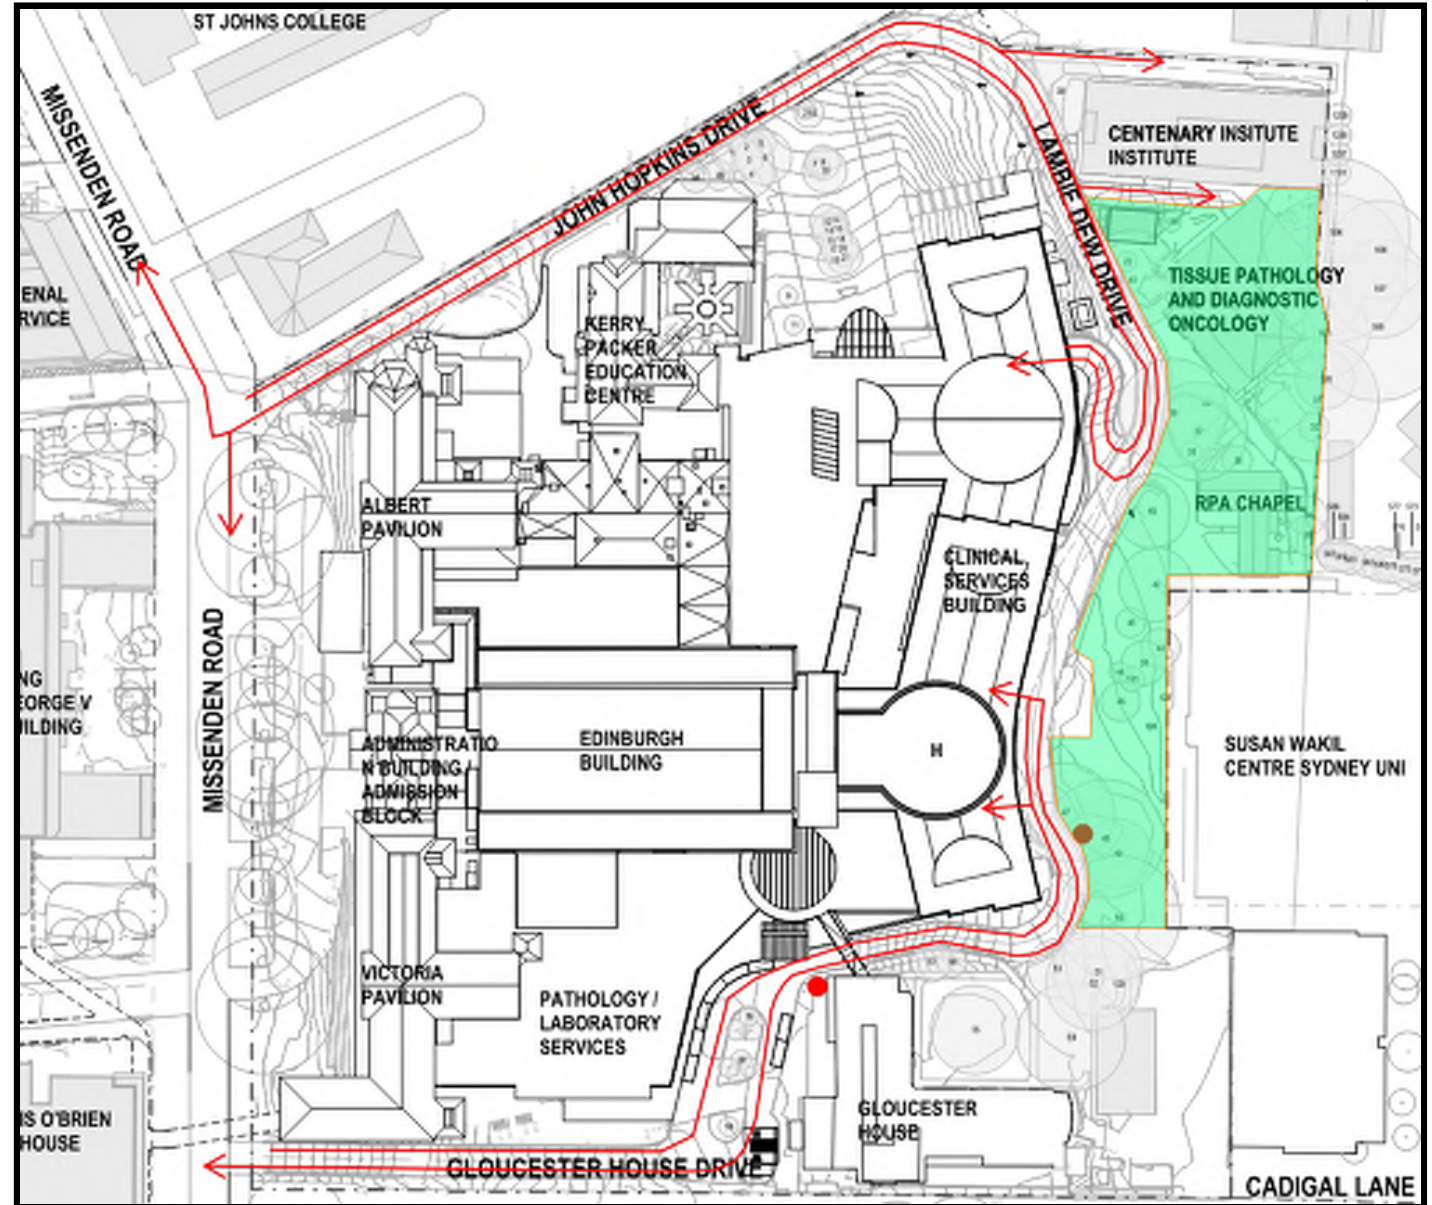 ST JOHNS COLLEGE
MISSENDEN ROAD
JOHN HOPKINS DRIVE
LAMBIE DEW DRIVE
CENTENARY INSITUTE
INSTITUTE
ENAL
RVICE
TISSUE PATHOLOGY
AND DIAGNOSTIC
ONCOLOGY
KERRY
PACKER
EDUCATION
CENTRE
ALBERT
PAVILION
RPA CHAPEL
CLINICAL
SERVICES
BUILDING
MISSENDEN ROAD
NG
EORGE V
ILDING
ADMINISTRATIO
N BUILDING /
ADMISSION
BLOCK
EDINBURGH
BUILDING
H
SUSAN WAKIL
CENTRE SYDNEY UNI
VICTORIA
PAVILION
PATHOLOGY /
LABORATORY
SERVICES
IS O'BRIEN
HOUSE
GLOUCESTER
HOUSE
GLOUCESTER HOUSE DRIVE
CADIGAL LANE